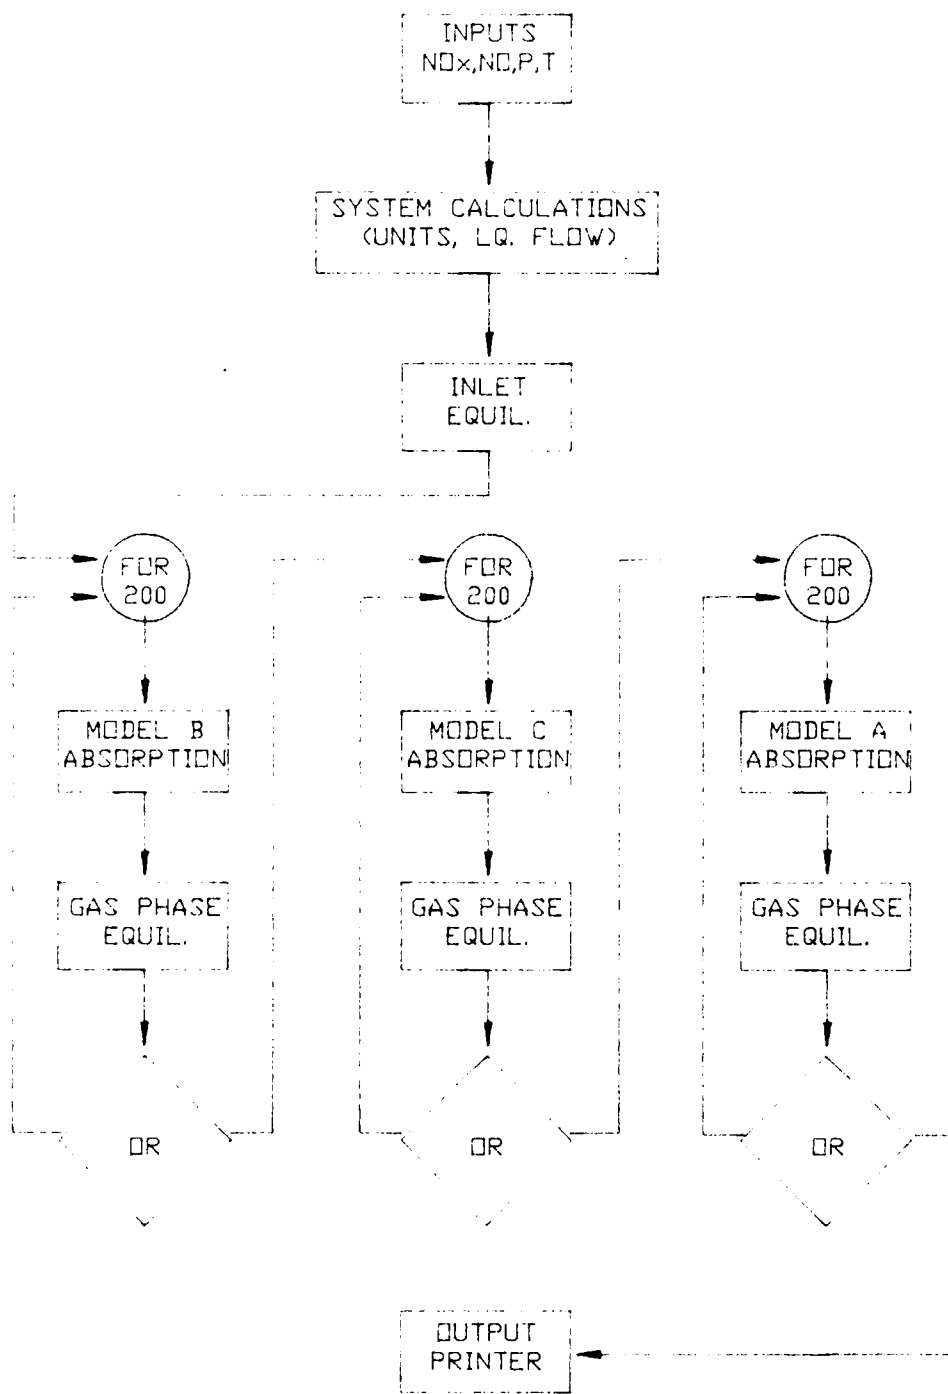 INPUTS
NOx,NO,P,T
SYSTEM CALCULATIONS
(UNITS, LQ. FLOW)
INLET
EQUIL.
FOR
200
FOR
200
FOR
200
MODEL B
ABSORPTION
MODEL C
ABSORPTION
MODEL A
ABSORPTION
GAS PHASE
EQUIL.
GAS PHASE
EQUIL.
GAS PHASE
EQUIL.
OR
OR
OR
OUTPUT
PRINTER